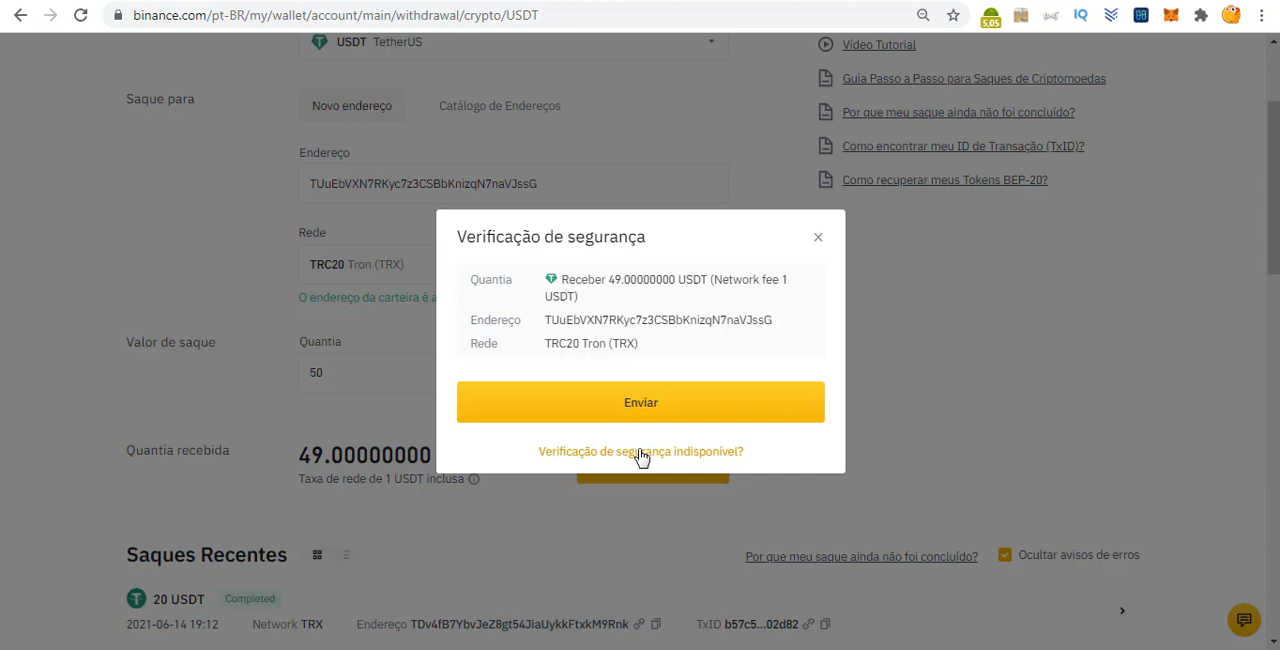 binance.com/pt-BR/my/wallet/account/main/withdrawal/crypto/USDT
5,05
IQ
USDT TetherUS
Vídeo Tutorial
Guia Passo a Passo para Saques de Criptomoedas
Por que meu saque ainda não foi concluído?
Como encontrar meu ID de Transação (TxID)?
Como recuperar meus Tokens BEP-20?
Saque para
Novo endereço
Catálogo de Endereços
Endereço
TUuEbVXN7RKyc7z3CSBbKnizqN7naVJssG
Rede
TRC20 Tron (TRX)
O endereço da carteira é a
Valor de saque
Quantia
50
Quantia recebida
49.00000000
Taxa de rede de 1 USDT inclusa
Verificação de segurança
Quantia
Receber 49.00000000 USDT (Network fee 1
USDT)
Endereço
TUuEbVXN7RKyc7z3CSBbKnizqN7naVJssG
Rede
TRC20 Tron (TRX)
Enviar
Verificação de segurança indisponível?
Saques Recentes
Por que meu saque ainda não foi concluído?
Ocultar avisos de erros
20 USDT
Completed
2021-06-14 19:12
Network TRX
Endereço TDv4fB7YbvJeZ8gt54JiaUykkFtxkM9Rnk
TxID b57c5...02d82